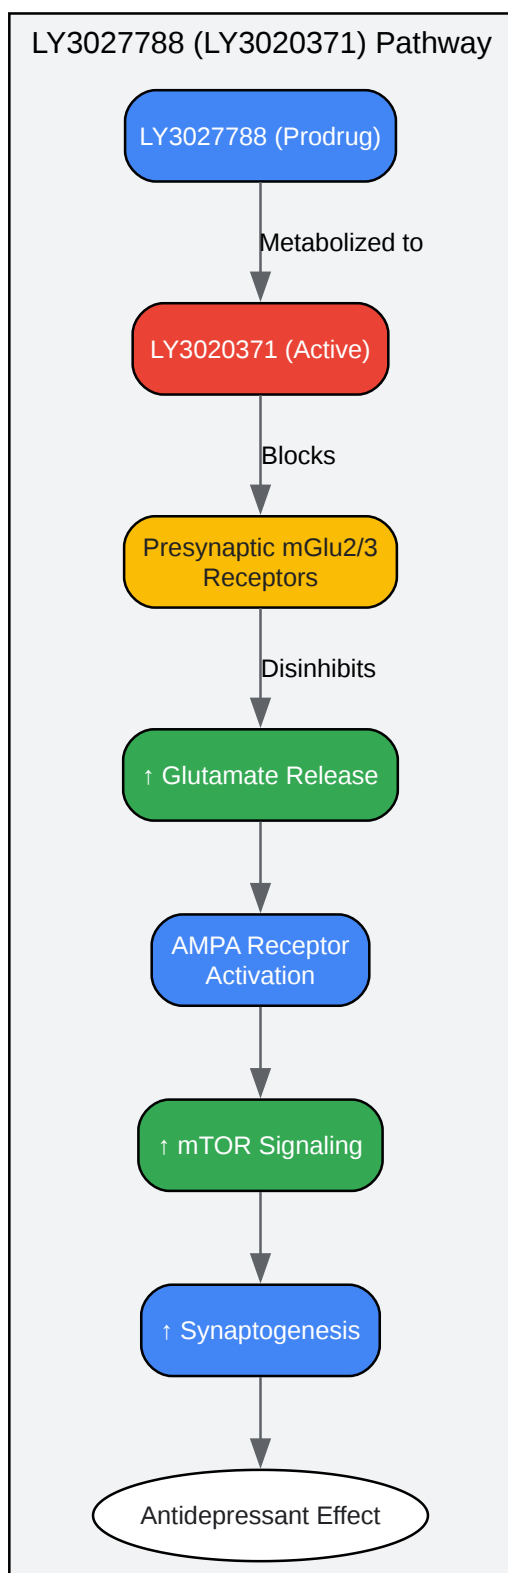 LY3027788 (LY3020371) Pathway
LY3027788 (Prodrug)
Metabolized to
LY3020371 (Active)
Blocks
Presynaptic mGlu2/3
Receptors
Disinhibits
↑ Glutamate Release
AMPA Receptor
Activation
↑ mTOR Signaling
↑ Synaptogenesis
Antidepressant Effect